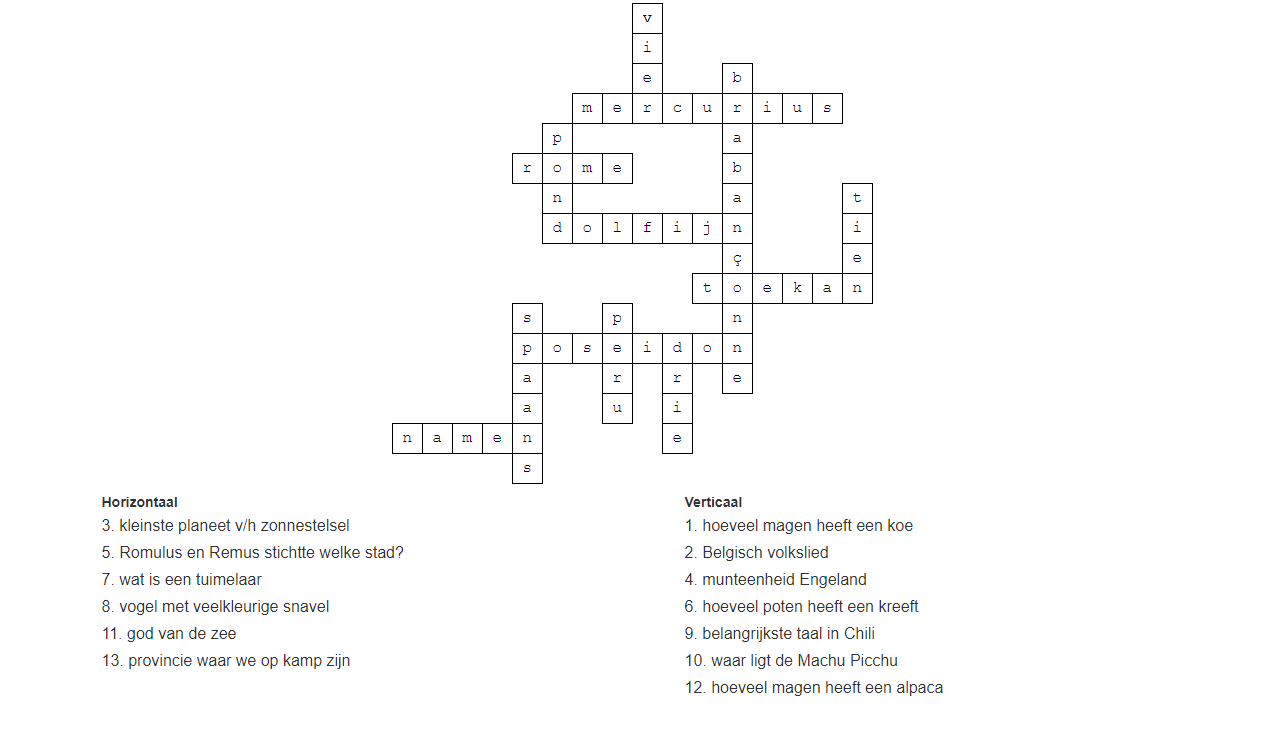 v
i
e b
m e r c u r i u s
p a
r o m e b
n a t
d o l f i j n i
ç e
t o e k a n
s p n
p o s e i d o n
a r r e
a u i
n a m e n e
s
Horizontaal
3. kleinste planeet v/h zonnestelsel
5. Romulus en Remus stichtte welke stad?
7. wat is een tuimelaar
8. vogel met veelkleurige snavel
11. god van de zee
13. provincie waar we op kamp zijn
Verticaal
1. hoeveel magen heeft een koe
2. Belgisch volkslied
4. munteenheid Engeland
6. hoeveel poten heeft een kreeft
9. belangrijkste taal in Chili
10. waar ligt de Machu Picchu
12. hoeveel magen heeft een alpaca